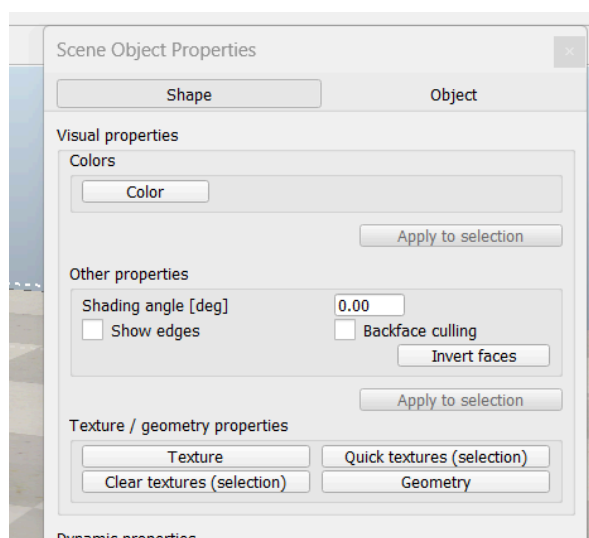 Scene Object Properties
Shape Object
Visual properties
Colors
Color
Apply to selection
Other properties
Shading angle [deg] 0.00
Show edges Backface culling
Invert faces
Apply to selection
Texture / geometry properties
Texture Quick textures (selection)
Clear textures (selection) Geometry
Dynamic properties